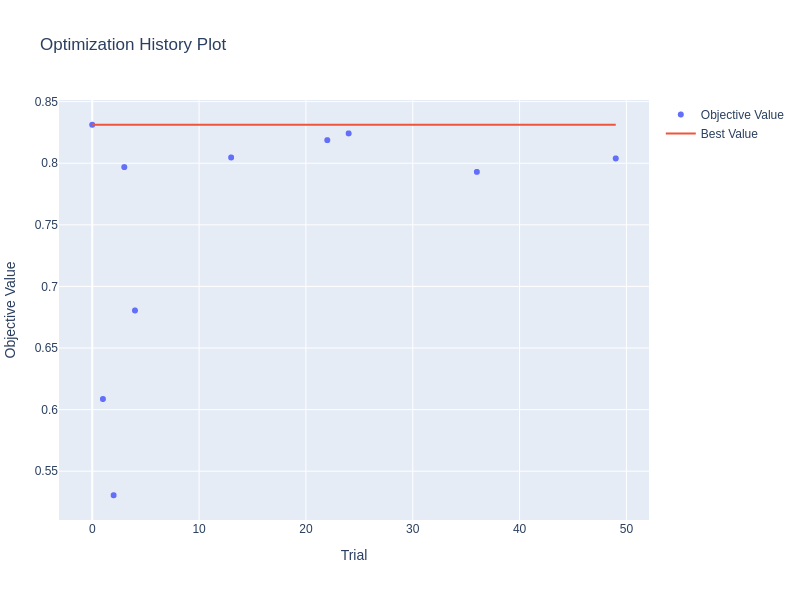 Optimization History Plot
0.85
0.8
0.75
0.7
0.65
0.6
0.55
0 10 20 30 40 50
Trial
Objective Value
Objective Value
Best Value